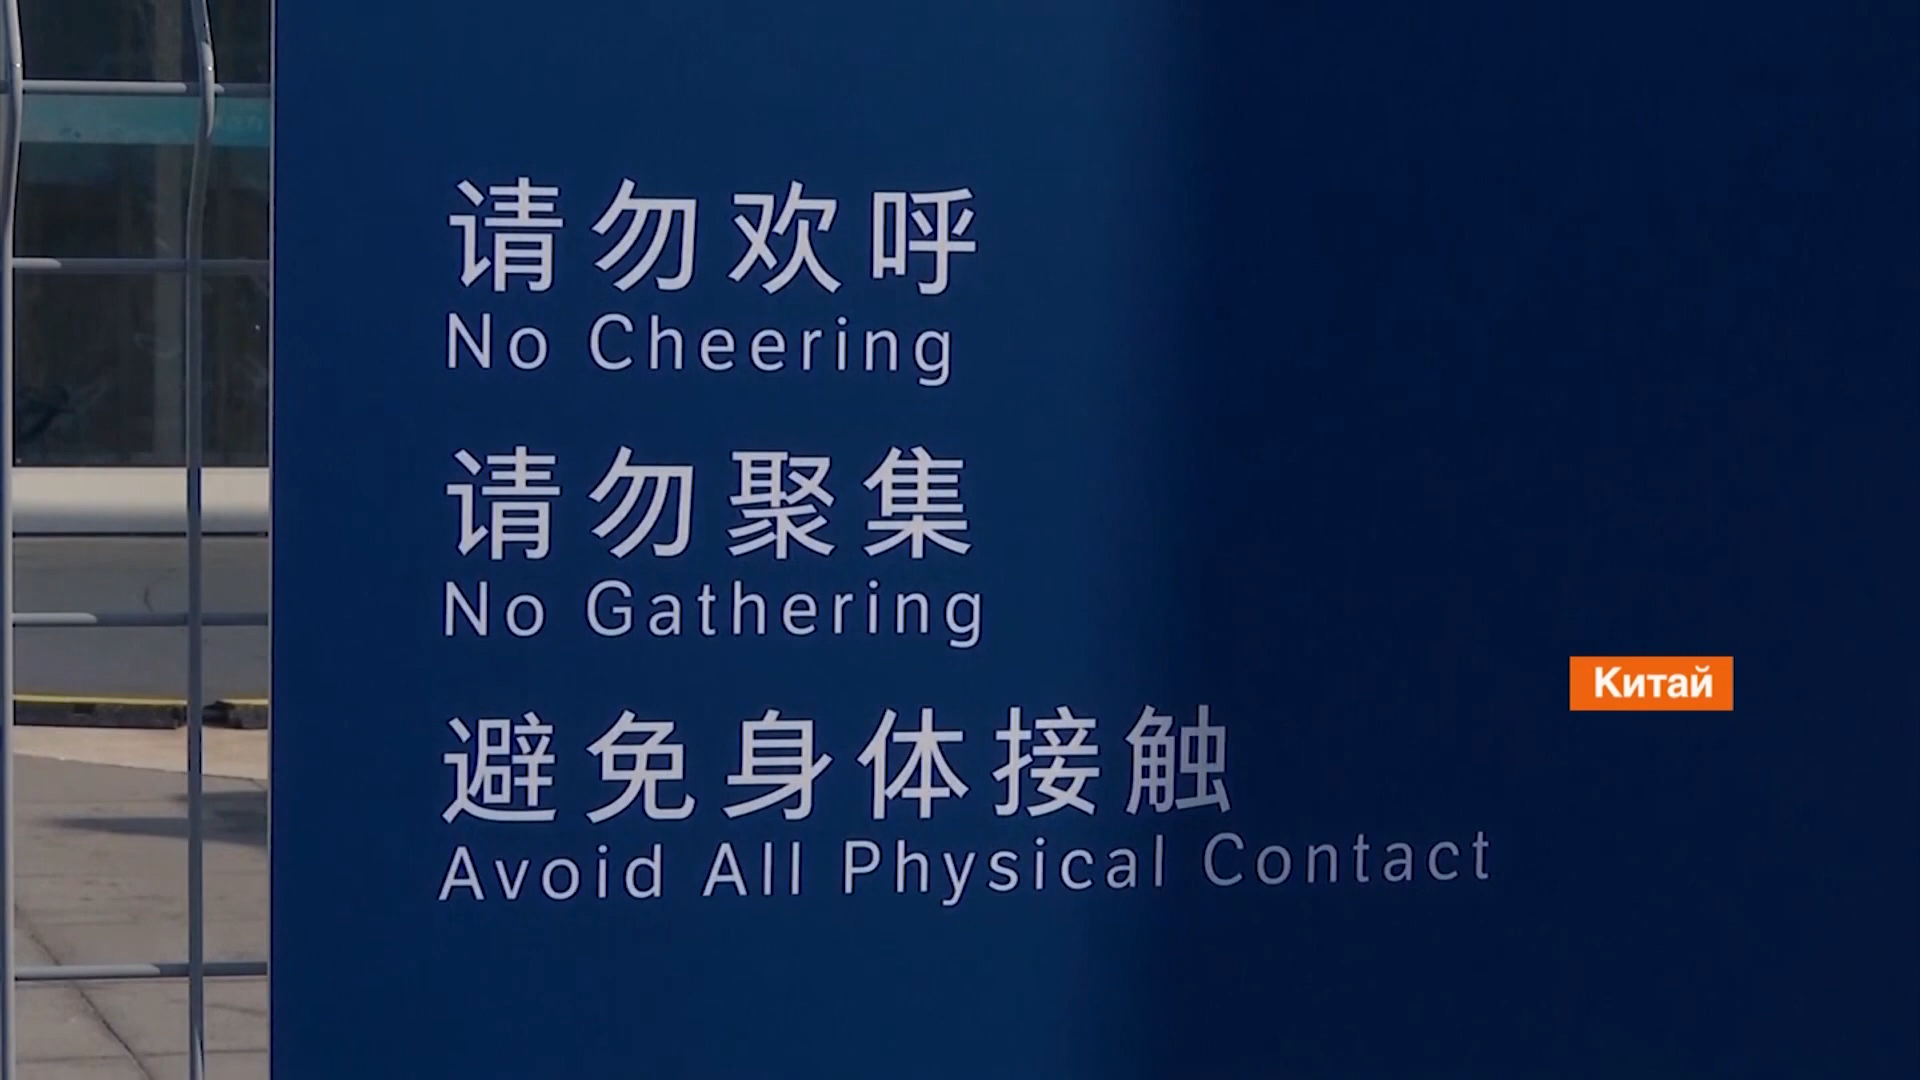 请勿欢呼
No Cheering
请勿聚集
No Gathering
Китай
避免身体接触
Avoid All Physical Contact